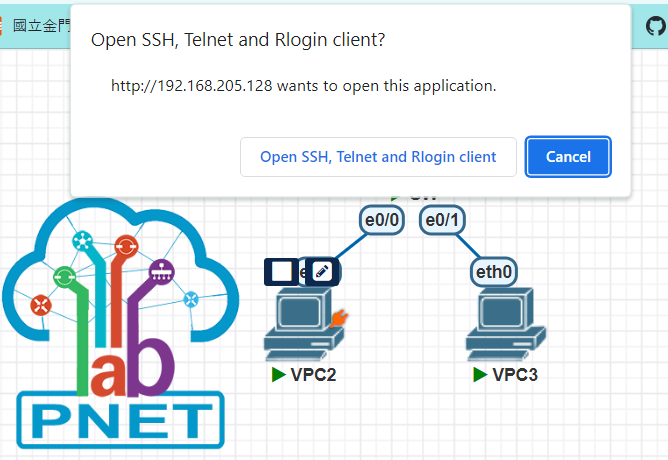 國立金門
Open SSH, Telnet and Rlogin client?
http://192.168.205.128 wants to open this application.
Open SSH, Telnet and Rlogin client
Cancel
e0/0
e0/1
eth0
VPC2
VPC3
lab
PNET